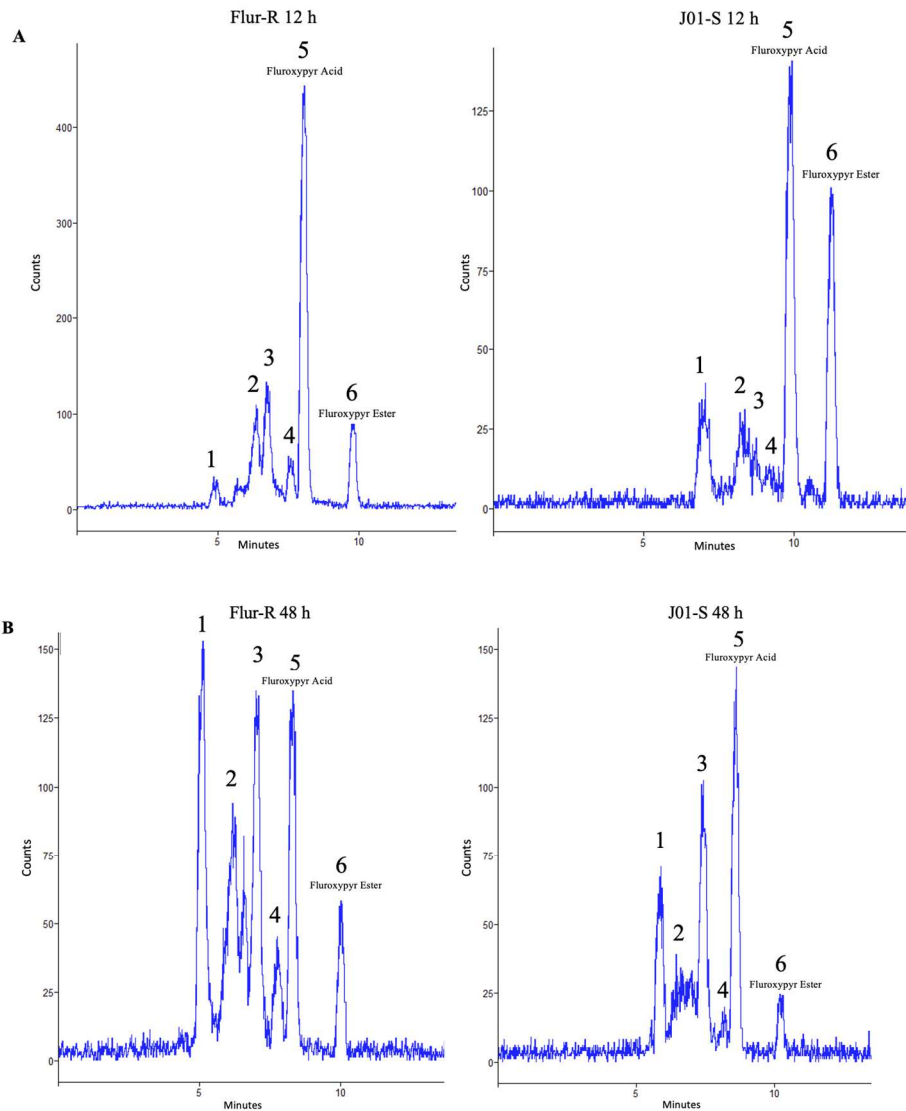 A
Flur-R 12 h
5
Fluroxypyr Acid
400
300
200
100
0
Counts
1
2
3
4
6
Fluroxypyr Ester
5
10
Minutes
J01-S 12 h
5
Fluroxypyr Acid
125
100
75
50
25
0
Counts
6
Fluroxypyr Ester
1
2
3
4
5
10
Minutes
B
Flur-R 48 h
1
3
5
Fluroxypyr Acid
150
125
100
75
50
25
0
Counts
2
4
6
Fluroxypyr Ester
5
10
Minutes
J01-S 48 h
5
Fluroxypyr Acid
150
125
100
75
50
25
0
Counts
3
1
2
4
6
Fluroxypyr Ester
5
10
Minutes